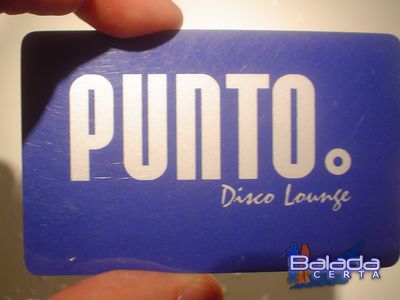 PUNTO.
Disco Lounge
Balada
CERTA